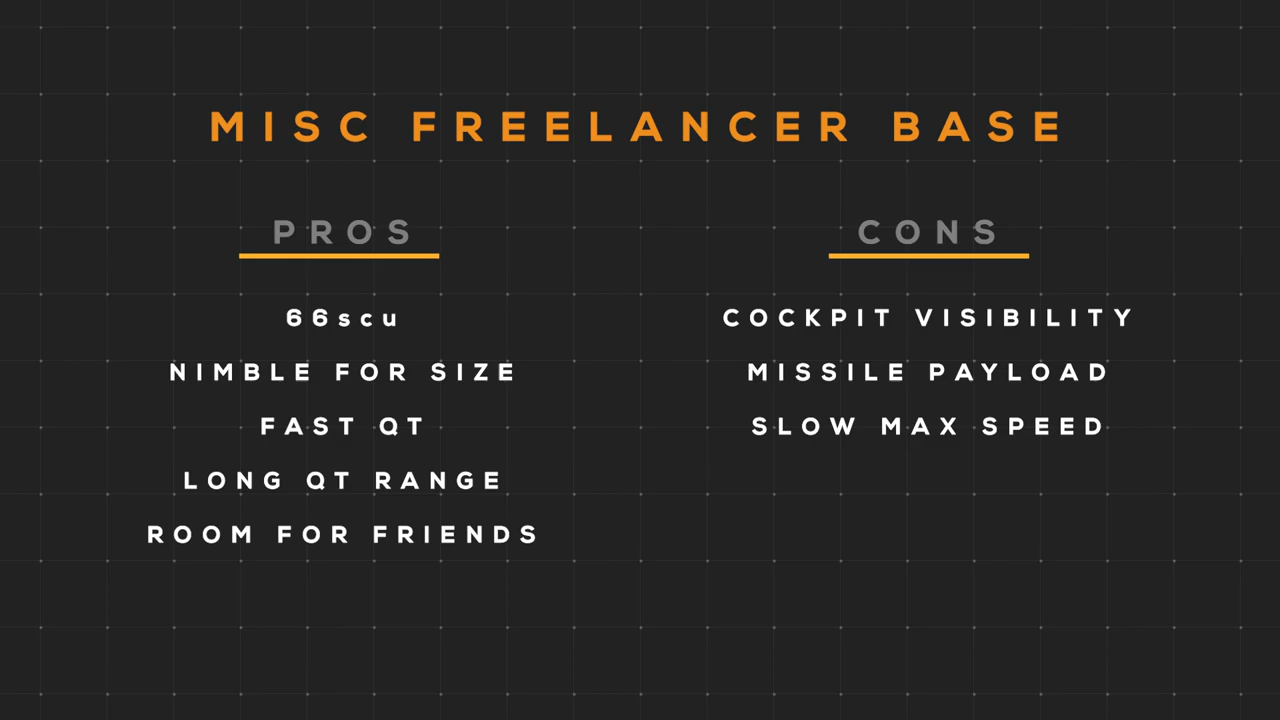 MISC FREELANCER BASE
PROS
66scu
NIMBLE FOR SIZE
FAST QT
LONG QT RANGE
ROOM FOR FRIENDS
CONS
COCKPIT VISIBILITY
MISSILE PAYLOAD
SLOW MAX SPEED